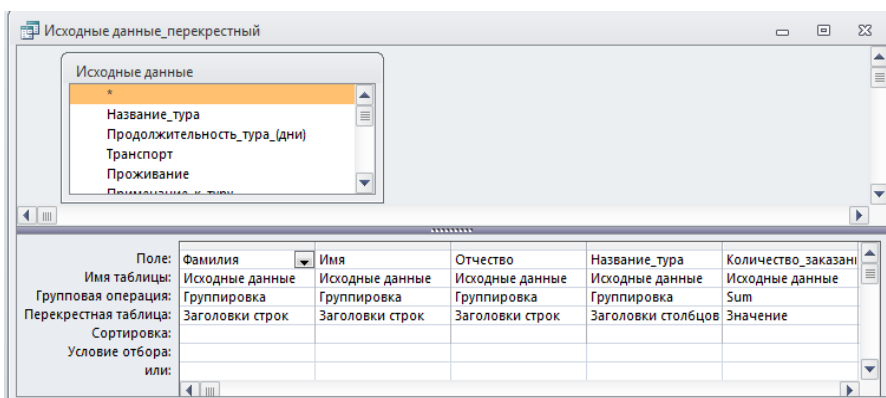 Исходные данные_перекрестный
Исходные данные
*
Название_тура
Продолжительность_тура_(дни)
Транспорт
Проживание
Поле: Фамилия Имя Отчество Название_тура Количество_заказанн
Имя таблицы: Исходные данные Исходные данные Исходные данные Исходные данные Исходные данные
Групповая операция: Группировка Группировка Группировка Группировка Sum
Перекрестная таблица: Заголовки строк Заголовки строк Заголовки строк Заголовки столбцов Значение
Сортировка:
Условие отбора:
или: